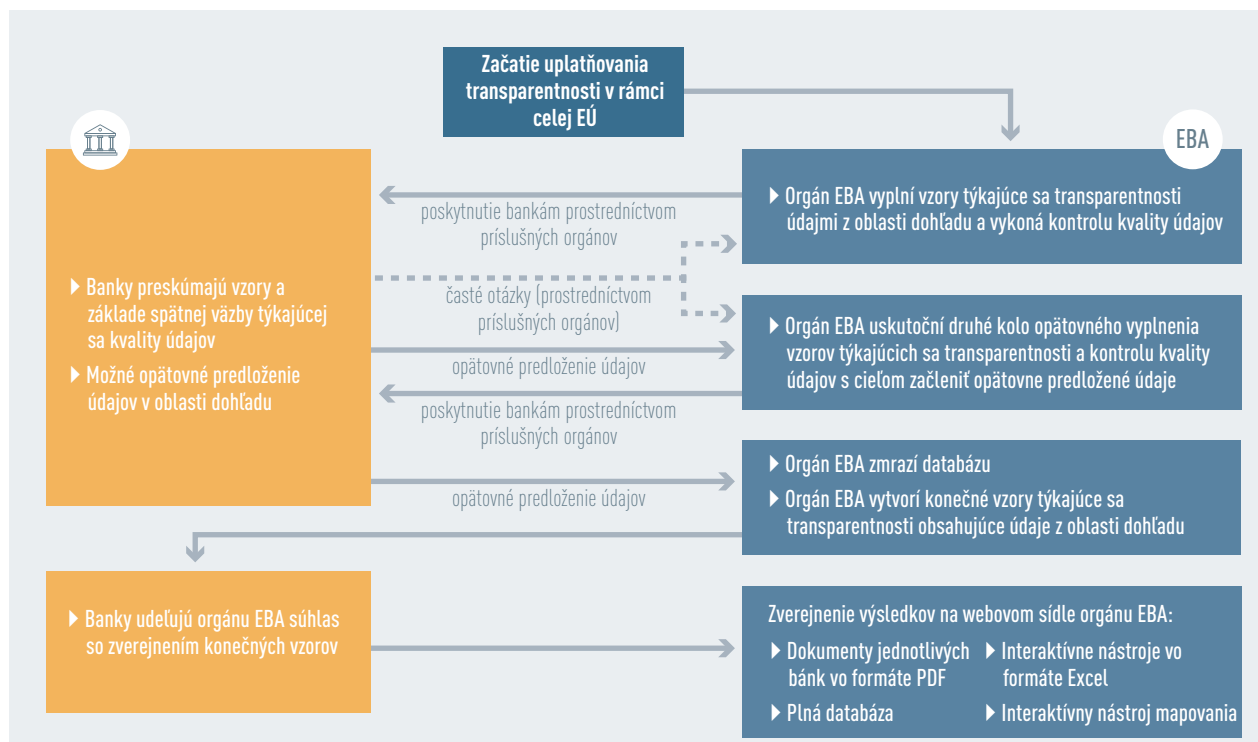 Začatie uplatňovania
transparentnosti v rámci
celej EÚ
EBA
▶ Orgán EBA vyplní vzory týkajúce sa transparentnosti
údajmi z oblasti dohľadu a vykoná kontrolu kvality údajov
poskytnutie bankám prostredníctvom
príslušných orgánov
▶ Banky preskúmajú vzory a
základe spätnej väzby týkajúcej
sa kvality údajov
▶ Možné opätovné predloženie
údajov v oblasti dohľadu
časté otázky (prostredníctvom
príslušných orgánov)
▶ Orgán EBA uskutoční druhé kolo opätovného vyplnenia
vzorov týkajúcich sa transparentnosti a kontrolu kvality
údajov s cieľom začleniť opätovne predložené údaje
opätovné predloženie údajov
poskytnutie bankám prostredníctvom
príslušných orgánov
▶ Orgán EBA zmrazí databázu
▶ Orgán EBA vytvorí konečné vzory týkajúce sa
transparentnosti obsahujúce údaje z oblasti dohľadu
opätovné predloženie údajov
▶ Banky udeľujú orgánu EBA súhlas
so zverejnením konečných vzorov
Zverejnenie výsledkov na webovom sídle orgánu EBA:
▶ Dokumenty jednotlivých
bánk vo formáte PDF
▶ Plná databáza
▶ Interaktívne nástroje vo
formáte Excel
▶ Interaktívny nástroj mapovania